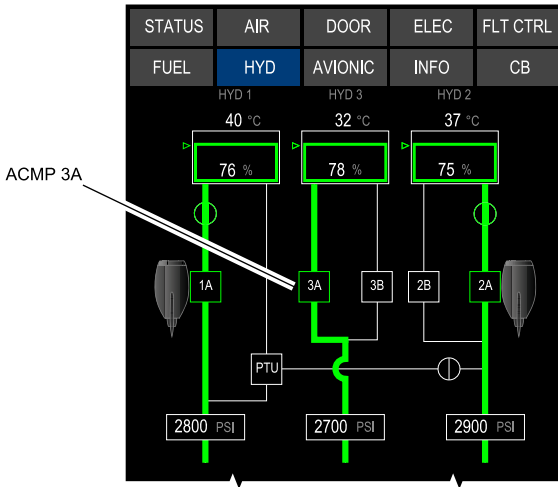 STATUS AIR DOOR ELEC FLT CTRL
FUEL HYD AVIONIC INFO CB
HYD 1 HYD 3 HYD 2
40 °C 32 °C 37 °C
76 % 78 % 75 %
ACMP 3A
1A 3A 3B 2B 2A
PTU
2800 PSI 2700 PSI 2900 PSI